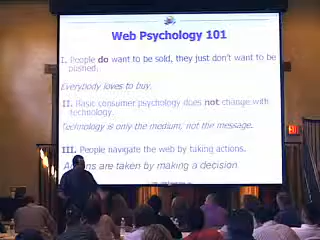 Web Psychology 101
I. People do want to be sold, they just don't want to be
pushed.
Everybody loves to buy.
II. Basic consumer psychology does not change with
technology.
Technology is only the medium, not the message.
III. People navigate the web by taking actions.
Actions are taken by making a decision
EXIT